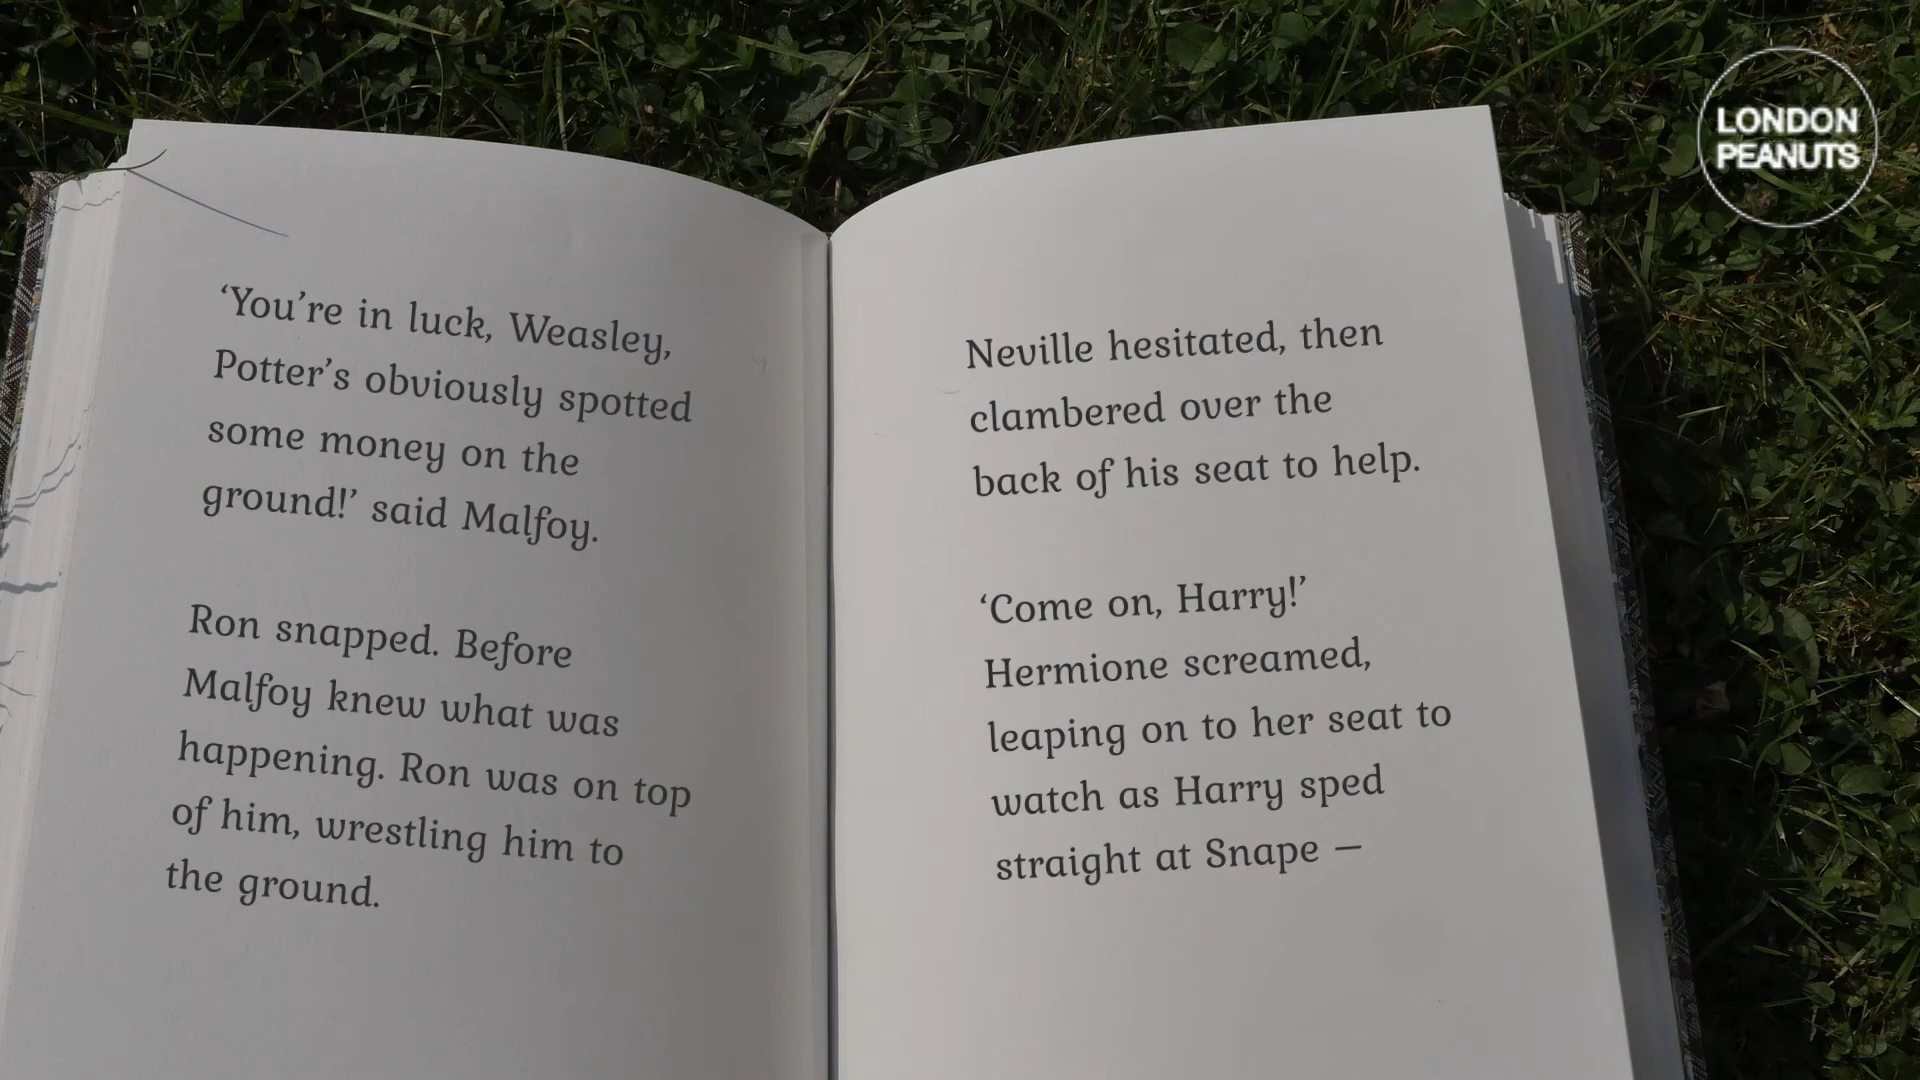 ‘You’re in luck, Weasley,
Potter’s obviously spotted
some money on the
ground!’ said Malfoy.
Ron snapped. Before
Malfoy knew what was
happening. Ron was on top
of him, wrestling him to
the ground.
Neville hesitated, then
clambered over the
back of his seat to help.
‘Come on, Harry!’
Hermione screamed,
leaping on to her seat to
watch as Harry sped
straight at Snape –
LONDON
PEANUTS